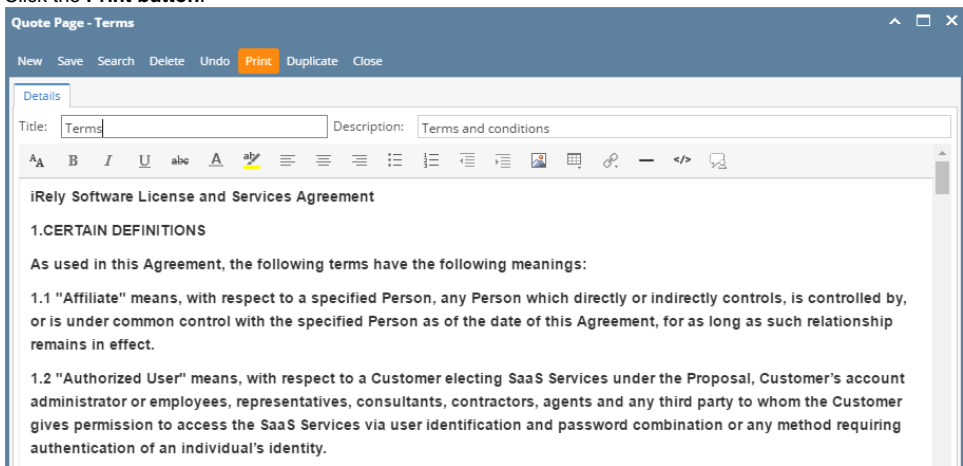 Click the Print button.
Quote Page - Terms
New Save Search Delete Undo Print Duplicate Close
Details
Title: Terms Description: Terms and conditions
iRely Software License and Services Agreement
1.CERTAIN DEFINITIONS
As used in this Agreement, the following terms have the following meanings:
1.1 "Affiliate" means, with respect to a specified Person, any Person which directly or indirectly controls, is controlled by,
or is under common control with the specified Person as of the date of this Agreement, for as long as such relationship
remains in effect.
1.2 "Authorized User" means, with respect to a Customer electing SaaS Services under the Proposal, Customer’s account
administrator or employees, representatives, consultants, contractors, agents and any third party to whom the Customer
gives permission to access the SaaS Services via user identification and password combination or any method requiring
authentication of an individual’s identity.